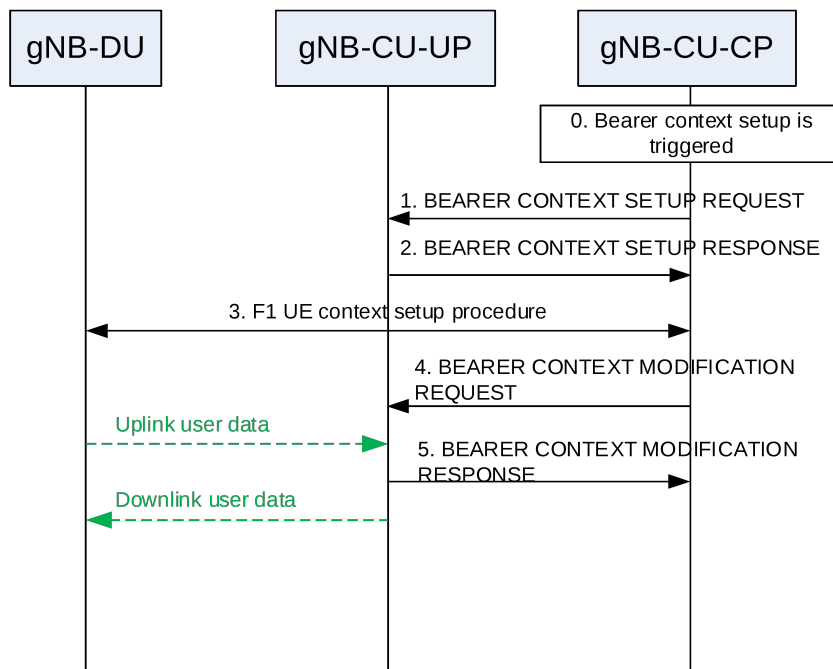 gNB-DU
gNB-CU-UP
gNB-CU-CP
0. Bearer context setup is
triggered
1. BEARER CONTEXT SETUP REQUEST
2. BEARER CONTEXT SETUP RESPONSE
3. F1 UE context setup procedure
4. BEARER CONTEXT MODIFICATION
REQUEST
Uplink user data
5. BEARER CONTEXT MODIFICATION
RESPONSE
Downlink user data